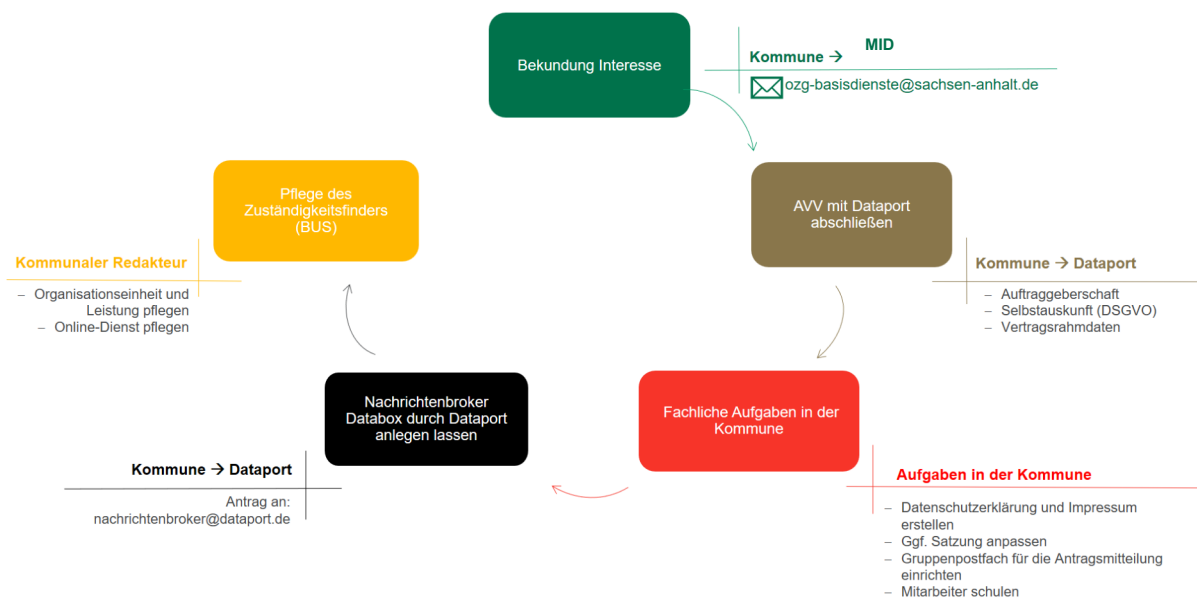 Bekundung Interesse
Kommune → MID
ozg-basisdienste@sachsen-anhalt.de
AVV mit Dataport
abschließen
Kommune → Dataport
– Auftraggeberschaft
– Selbstauskunft (DSGVO)
– Vertragsrahmdaten
Fachliche Aufgaben in der
Kommune
Aufgaben in der Kommune
– Datenschutzerklärung und Impressum
erstellen
– Ggf. Satzung anpassen
– Gruppenpostfach für die Antragsmitteilung
einrichten
– Mitarbeiter schulen
Nachrichtenbroker
Databox durch Dataport
anlegen lassen
Kommune → Dataport
Antrag an:
nachrichtenbroker@dataport.de
Pflege des
Zuständigkeitsfinders
(BUS)
Kommunaler Redakteur
– Organisationseinheit und
Leistung pflegen
– Online-Dienst pflegen